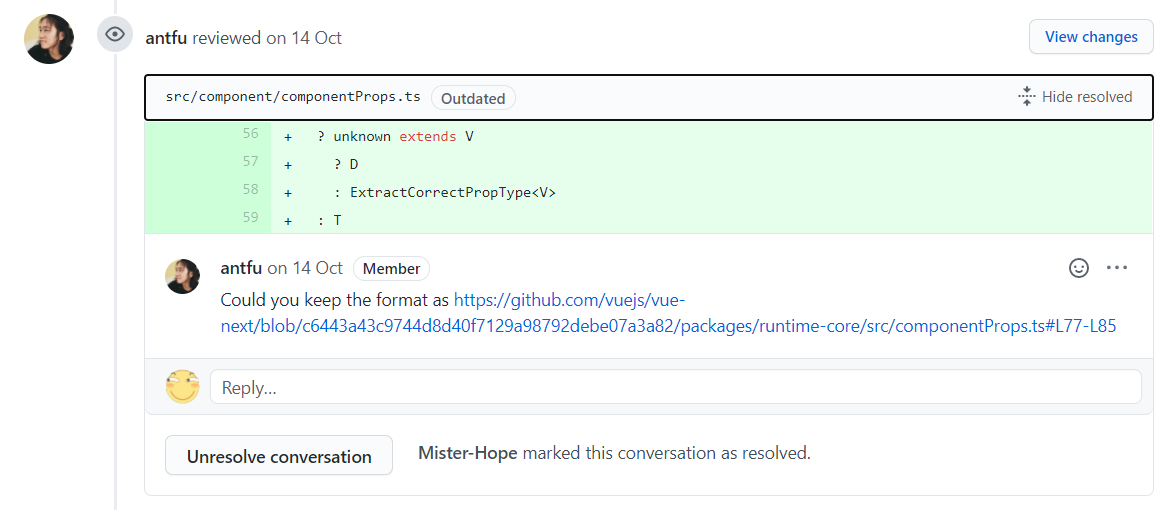 antfu reviewed on 14 Oct
View changes
src/component/componentProps.ts Outdated
Hide resolved
56 + ? unknown extends V
57 + ? D
58 + : ExtractCorrectPropType<V>
59 + : T
antfu on 14 Oct Member
Could you keep the format as https://github.com/vuejs/vue-
next/blob/c6443a43c9744d8d40f7129a98792debe07a3a82/packages/runtime-core/src/componentProps.ts#L77-L85
Reply...
Unresolve conversation
Mister-Hope marked this conversation as resolved.